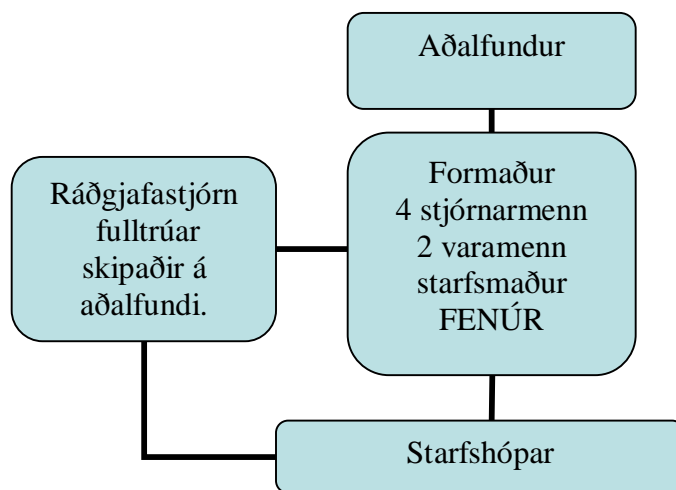 Aðalfundur
Ráðgjafastjórn
fulltrúar
skipaðir á
aðalfundi.
Formaður
4 stjórnarmenn
2 varamenn
starfsmaður
FENÚR
Starfshópar